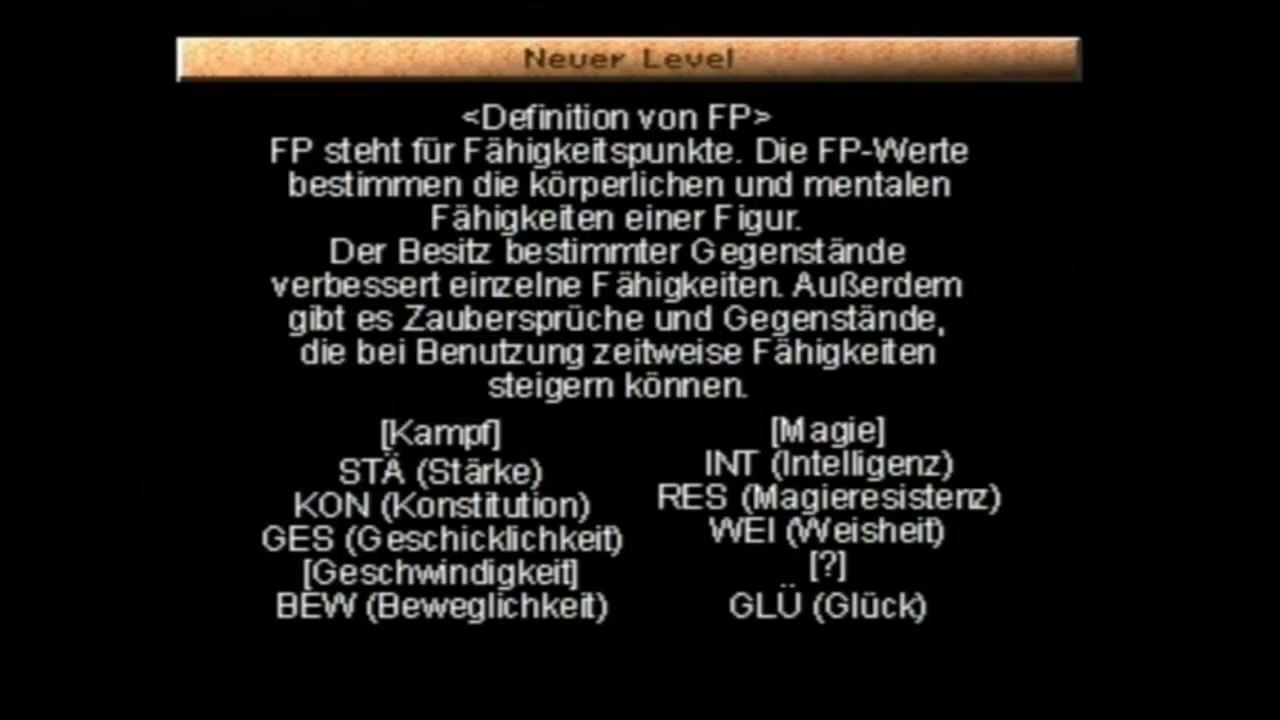 Neuer Level
<Definition von FP>
FP steht für Fähigkeitspunkte. Die FP-Werte
bestimmen die körperlichen und mentalen
Fähigkeiten einer Figur.
Der Besitz bestimmter Gegenstände
verbessert einzelne Fähigkeiten. Außerdem
gibt es Zaubersprüche und Gegenstände,
die bei Benutzung zeitweise Fähigkeiten
steigern können.
[Kampf]
STÄ (Stärke)
KON (Konstitution)
GES (Geschicklichkeit)
[Geschwindigkeit]
BEW (Beweglichkeit)
[Magie]
INT (Intelligenz)
RES (Magieresistenz)
WEI (Weisheit)
[?]
GLÜ (Glück)